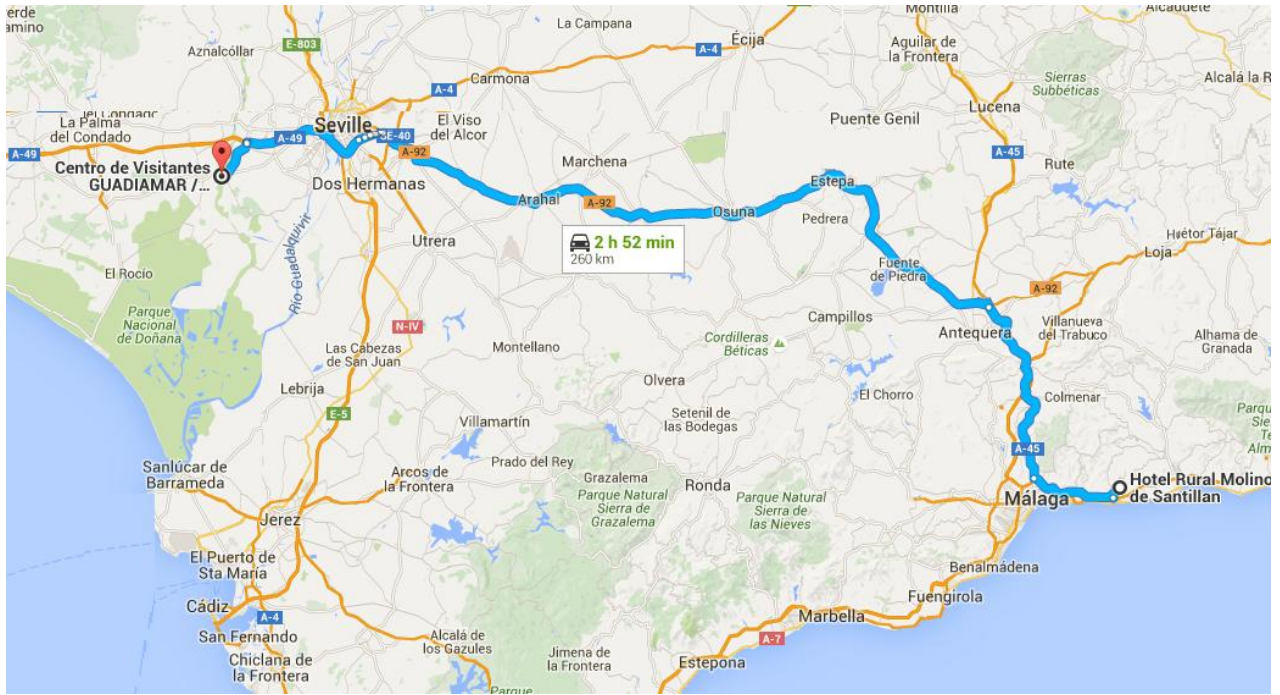 erde
camino
Aznalcóllar
E-803
La Campana
Écija
A-4
Montilla
Alcaudete
Aguilar de
la Frontera
Sierras
Subbéticas
Alcalá la R
Carmona
A-4
La Palma
del Condado
Seville
El Viso
del Alcor
SE-40
A-49
A-49
A-92
Lucena
Puente Genil
A-45
Rute
Centro de Visitantes
GUADIAMAR /...
Marchena
Dos Hermanas
Arahal
A-92
Osuna
Estepa
Pedrera
Utrera
2 h 52 min
260 km
Río Guadalquivir
El Rocío
Parque
Nacional
de Doñana
Fuente
de Piedra
Huétor Tájar
Loja
A-92
N-IV
Las Cabezas
de San Juan
Montellano
Cordilleras
Béticas
Campillos
Antequera
Villanueva
del Trabuco
Alhama de
Granada
Lebrija
E-5
Olvera
El Chorro
Colmenar
Villamartín
Setenil de
las Bodegas
Parqu
Sanlúcar de
Barrameda
Arcos de
la Frontera
Prado del Rey
Grazalema
Parque Natural
Sierra de
Grazalema
Ronda
Parque Natural
Sierra de
las Nieves
A-45
Málaga
Hotel Rural Molino
de Santillan
Jerez
El Puerto de
Sta María
Cádiz
A-4
San Fernando
Chiclana de
la Frontera
Alcalá de
los Gazules
Jimena de
la Frontera
Benalmádena
Fuengirola
Marbella
A-7
Estepona
Parque